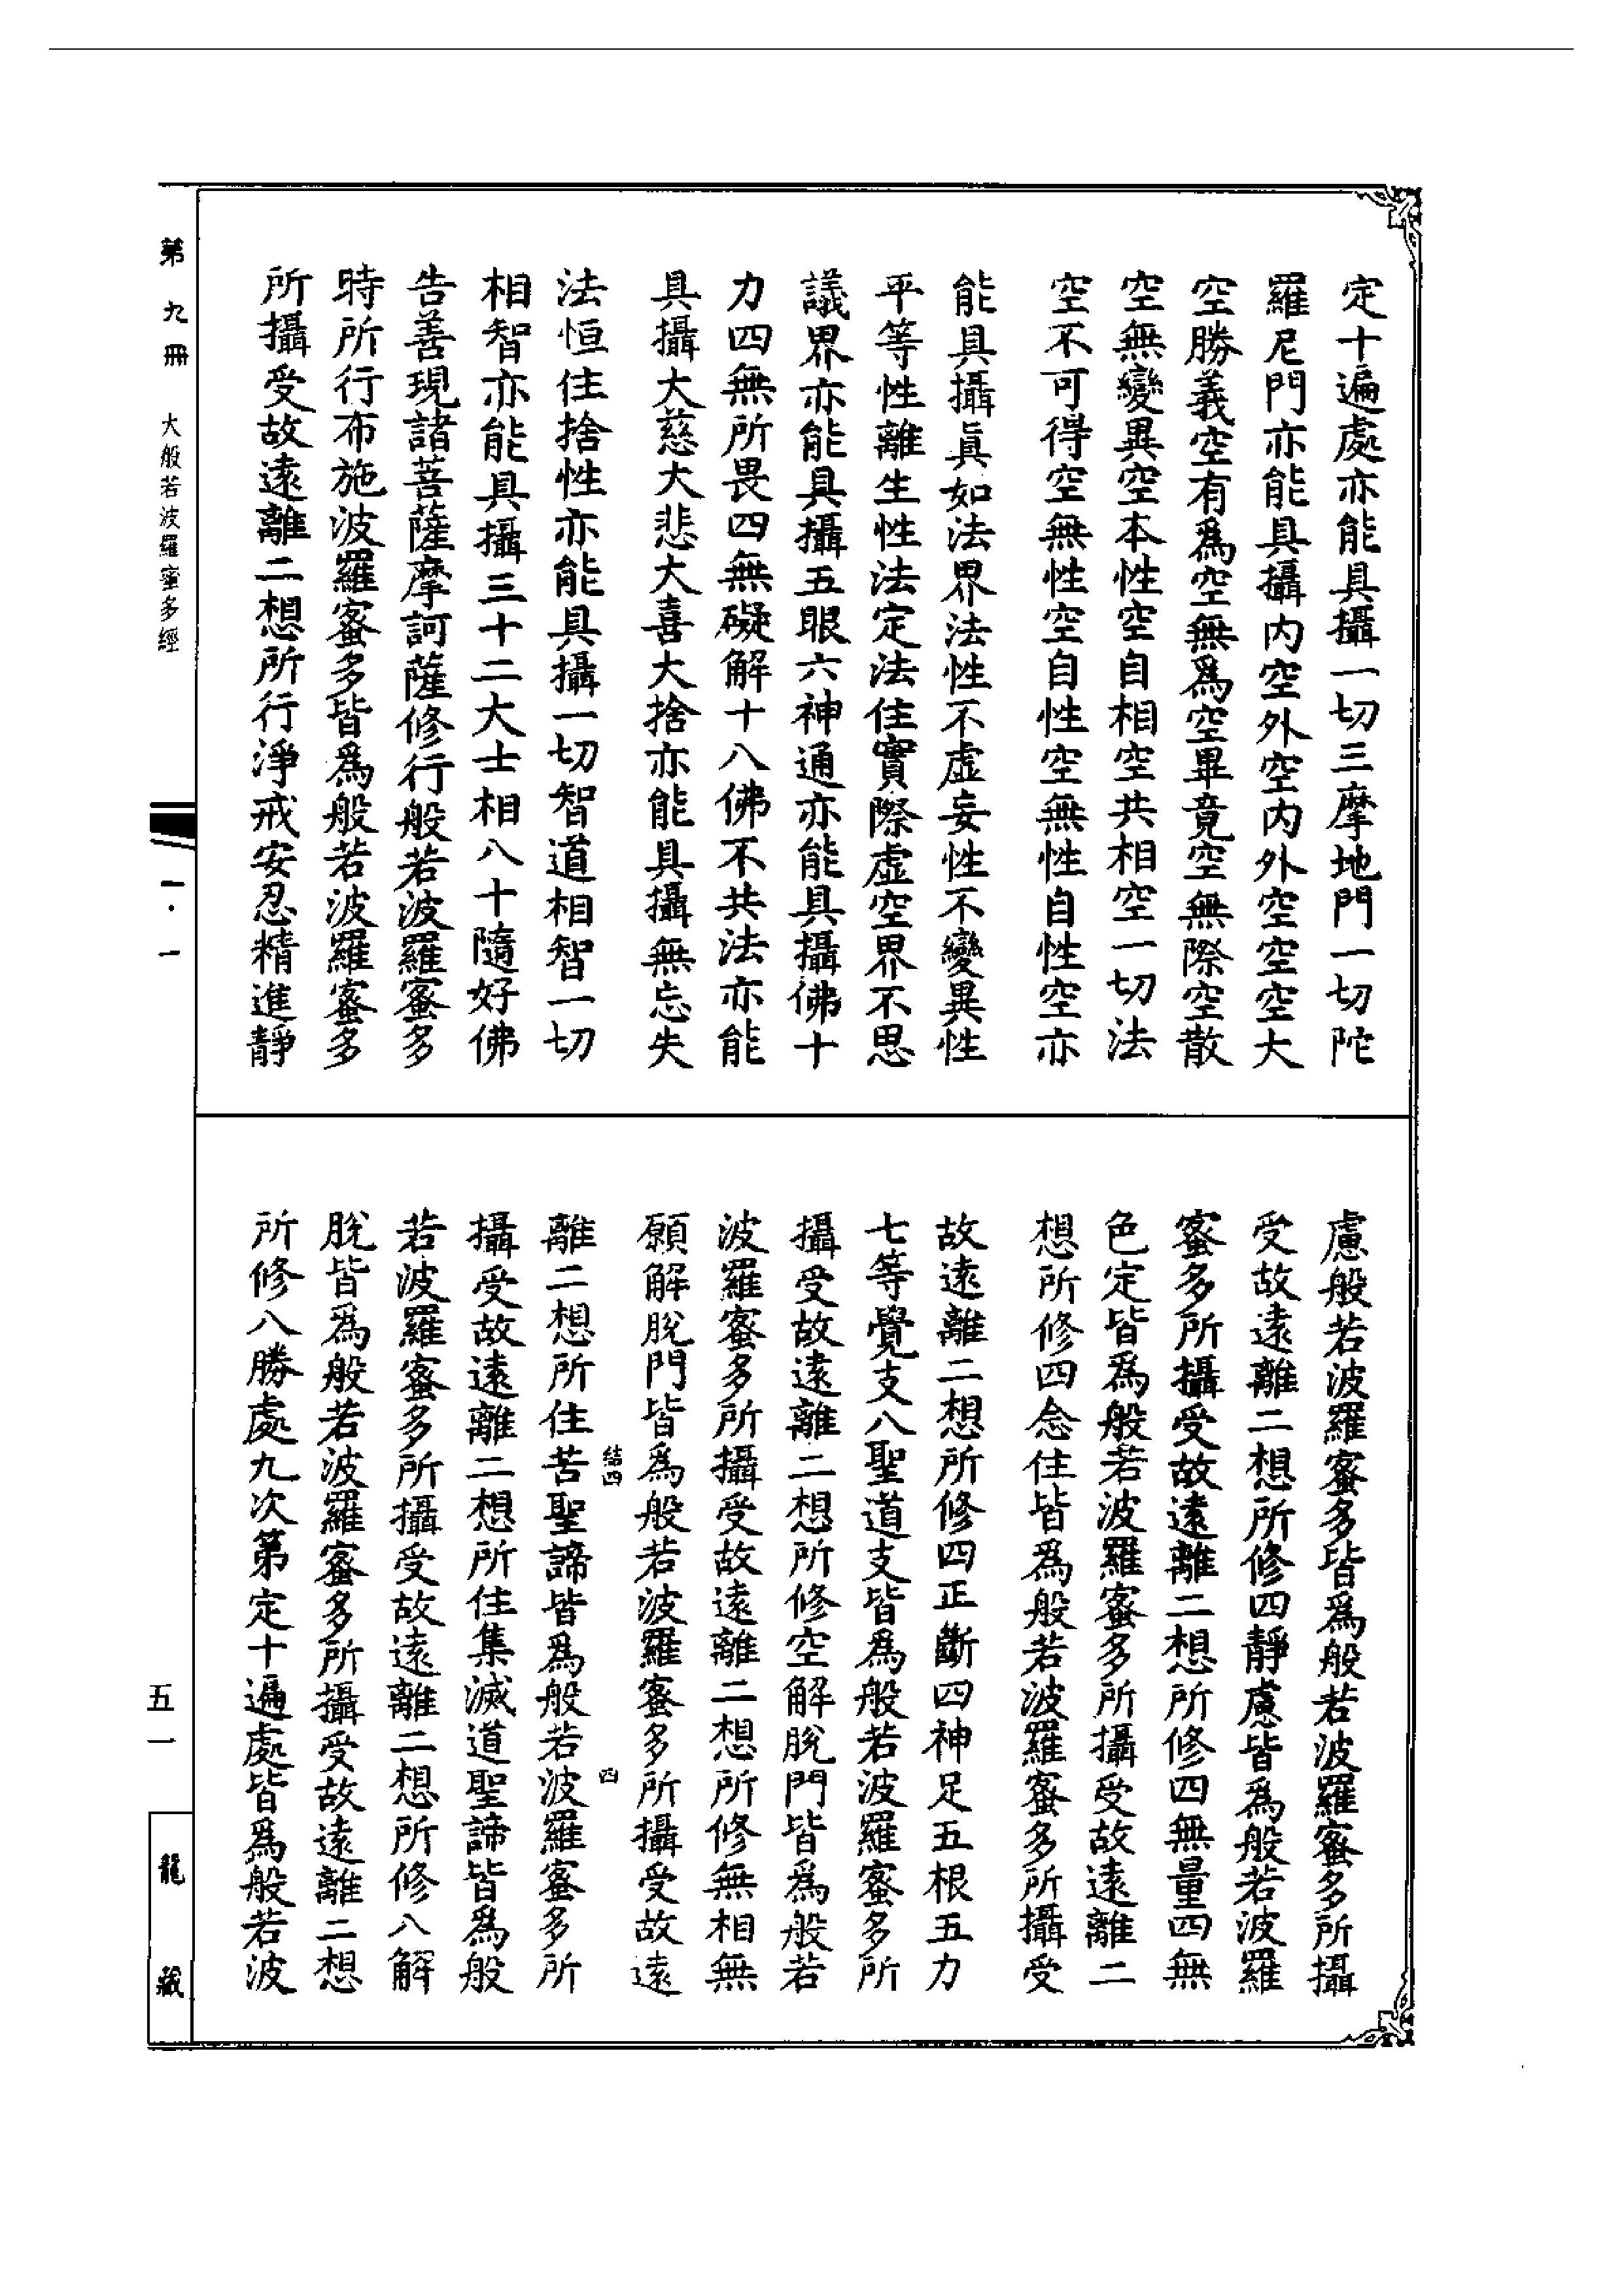 定十遍處亦能具攝一切三摩地門一切陀
羅尼門亦能具攝內空外空內外空空空大
空勝義空有為空無為空畢竟空無際空散
空無變異空本性空自相空共相空一切法
空不可得空無性空自性空無性自性空亦
能具攝真如法界法性不虛妄性不變異性
平等性離生性法定法住實際虛空界不思
議界亦能具攝五眼六神通亦能具攝佛十
力四無所畏四無礙解十八佛不共法亦能
具攝大慈大悲大喜大捨亦能具攝無忘失
法恒住捨性亦能具攝一切智道相智一切
相智亦能具攝三十二大士相八十隨好佛
告善現諸菩薩摩訶薩修行般若波羅蜜多
時所行布施波羅蜜多皆為般若波羅蜜多
所攝受故遠離二想所行淨戒安忍精進靜
慮般若波羅蜜多皆為般若波羅蜜多所攝
受故遠離二想所修四靜慮皆為般若波羅
蜜多所攝受故遠離二想所修四無量四無
色定皆為般若波羅蜜多所攝受故遠離二
想所修四念住皆為般若波羅蜜多所攝受
故遠離二想所修四正斷四神足五根五力
七等覺支八聖道支皆為般若波羅蜜多所
攝受故遠離二想所修空解脫門皆為般若
波羅蜜多所攝受故遠離二想所修無相無
願解脫門皆為般若波羅蜜多所攝受故遠
結四
四
離二想所住苦聖諦皆為般若波羅蜜多所
攝受故遠離二想所住集滅道聖諦皆為般
若波羅蜜多所攝受故遠離二想所修八解
脫皆為般若波羅蜜多所攝受故遠離二想
所修八勝處九次第定十遍處皆為般若波
第九冊 大般若波羅蜜多經 一·一
五一
龍藏